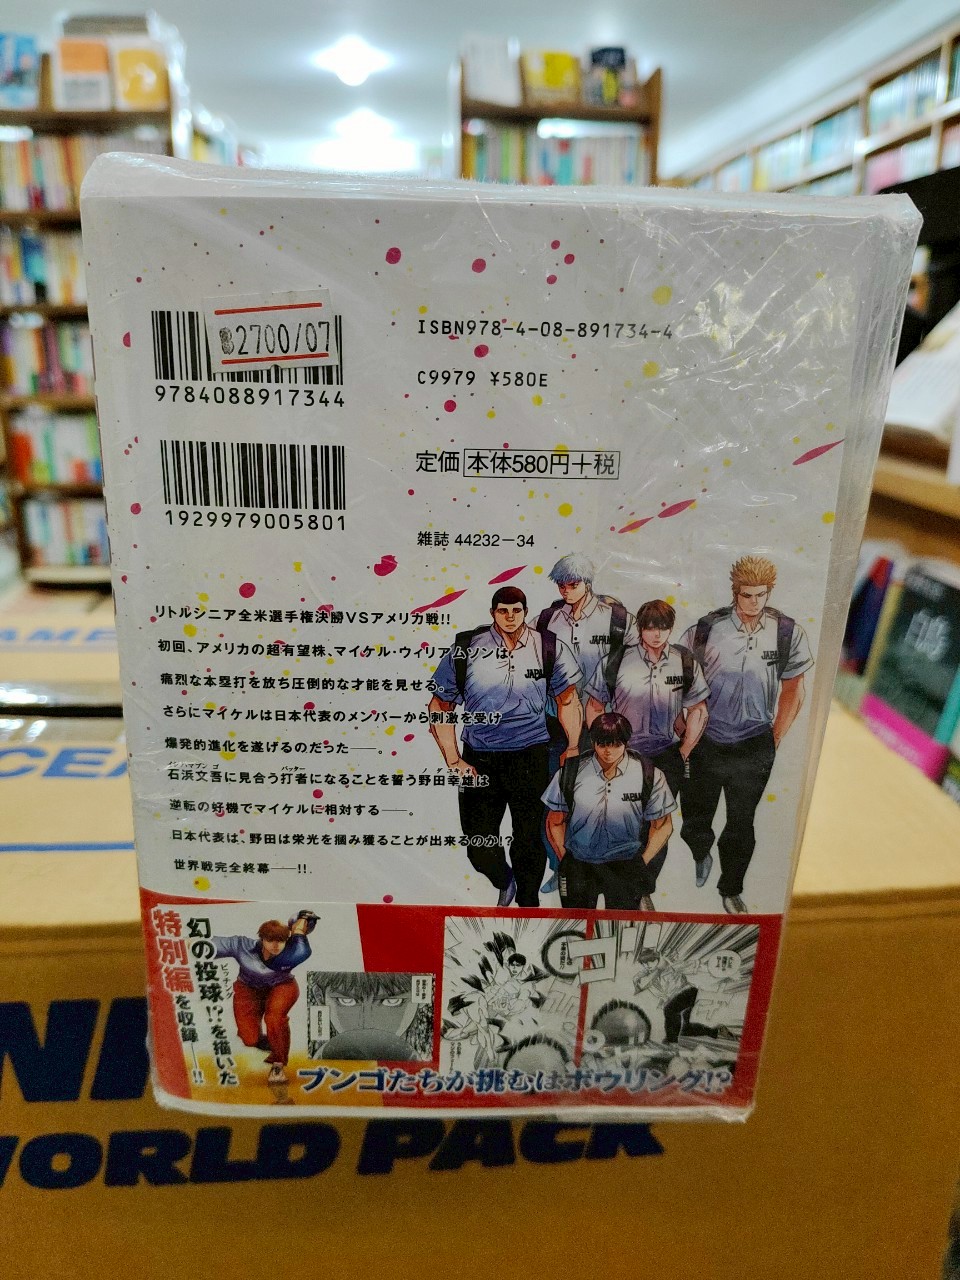 ฿2700/07
9784088917344
1929979005801
ISBN978-4-08-891734-4
C9979 ¥580E
定価 本体580円+税
雑誌 44232-34
リトルシニア全米選手権決勝VSアメリカ戦!!
初回、アメリカの超有望株、マイケル・ウィリアムソンは、
痛烈な本塁打を放ち圧倒的な才能を見せる。
さらにマイケルは日本代表のメンバーから刺激を受け
爆発的進化を遂げるのだった──。
石浜文吾に見合う打者になることを誓う野田幸雄は
逆転の好機でマイケルに相対する──。
日本代表は、野田は栄光を掴み獲ることが出来るのか!?
世界戦完全終幕──!!
JAPAN
JAPAN
JAPAN
JAPAN
幻の投球!?を描いた
特別編を収録──!!
ブンゴたちが挑むはボウリング!?
WORLD PACK